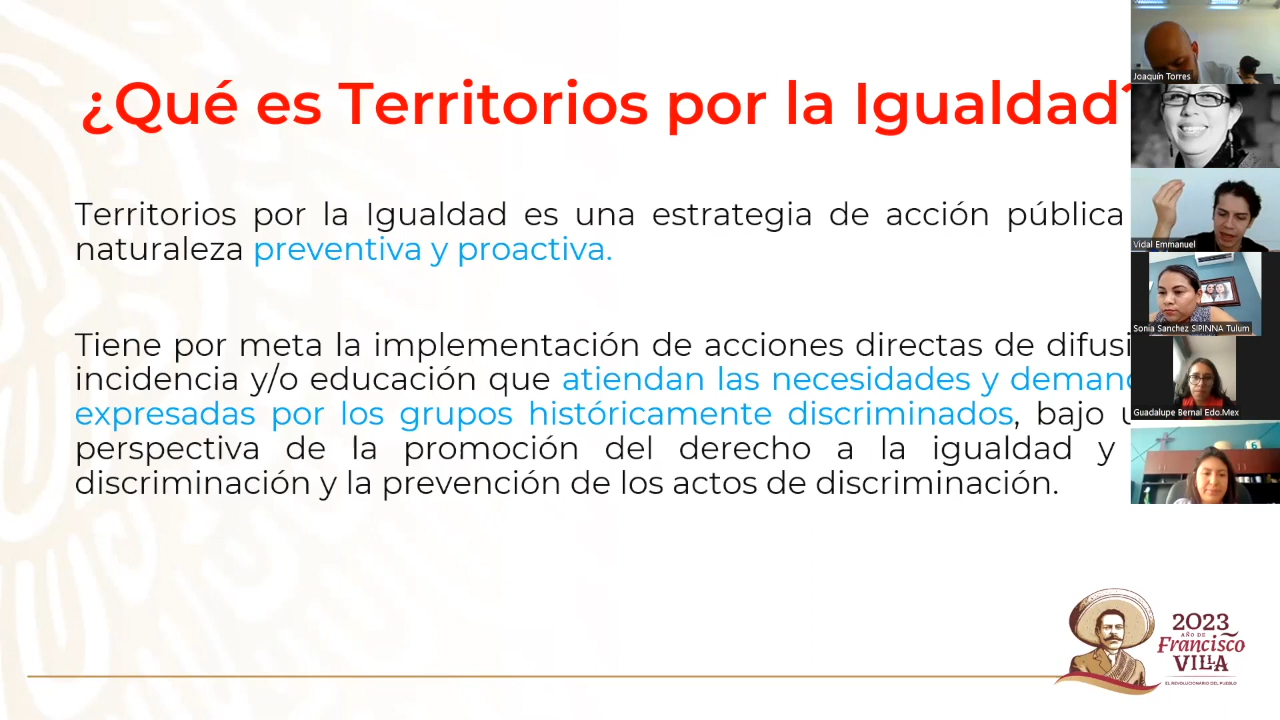 ¿Qué es Territorios por la Igualdad?
Territorios por la Igualdad es una estrategia de acción pública
naturaleza preventiva y proactiva.
Tiene por meta la implementación de acciones directas de
incidencia y/o educación que atiendan las necesidades y
expresadas por los grupos históricamente discriminados, bajo
perspectiva de la promoción del derecho a la igualdad y
discriminación y la prevención de los actos de discriminación.
Joaquín Torres
Vidal Emmanuel
Sonia Sanchez SIPINNA Tulum
Guadalupe Bernal Edo.Mex
2023
AÑO DE
Francisco
VILLA
EL REVOLUCIONARIO DEL PUEBLO